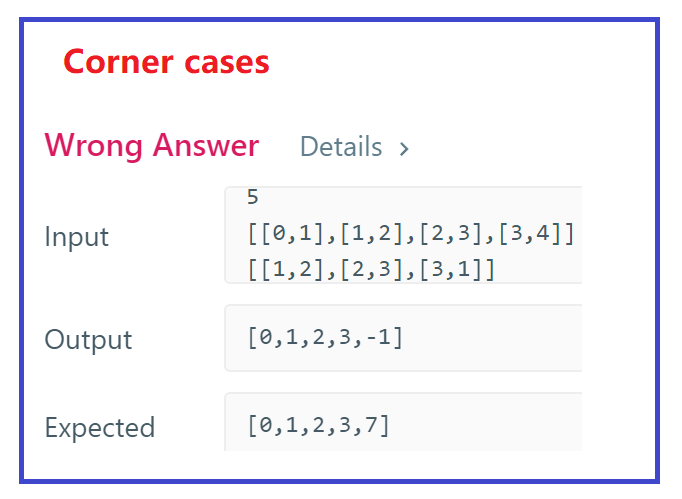 Corner cases
Wrong Answer Details >
5
Input [[0,1],[1,2],[2,3],[3,4]]
[[1,2],[2,3],[3,1]]
Output [0,1,2,3,-1]
Expected [0,1,2,3,7]